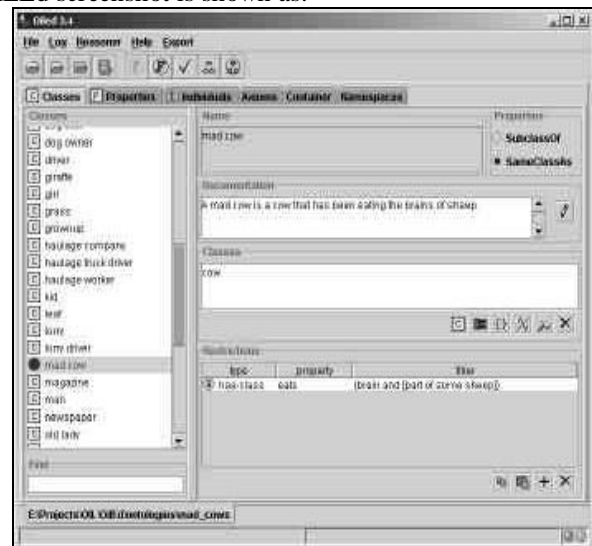 OilEd 3.4
File Log Reasoner Help Export
Classes Properties Individuals Axioms Container Namespaces
Classes
dog owner
driver
giraffe
girl
grass
grownup
haulage company
haulage truck driver
haulage worker
kid
leaf
lorry
lorry driver
mad cow
magazine
man
newspaper
old lady
Find
Name
mad cow
Properties
SubclassOf
SameClassAs
Documentation
A mad cow is a cow that has been eating the brains of sheep
Classes
cow
Restrictions
type property filler
has-class eats (brain and (part of some sheep))